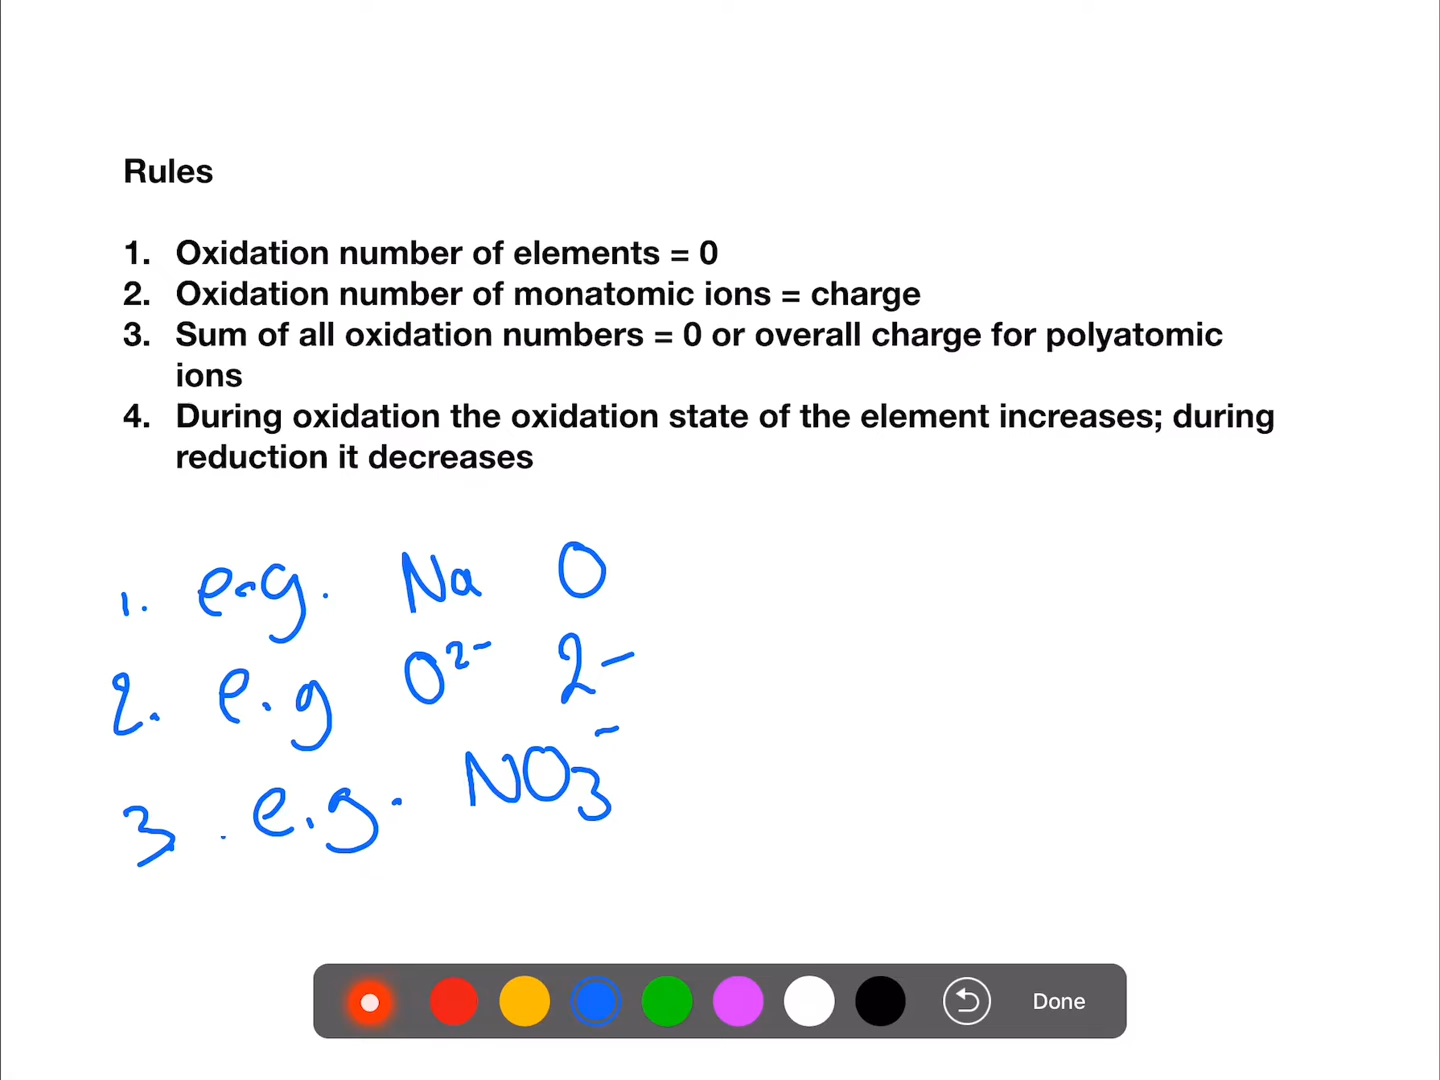 Rules
1. Oxidation number of elements = 0
2. Oxidation number of monatomic ions = charge
3. Sum of all oxidation numbers = 0 or overall charge for polyatomic
ions
4. During oxidation the oxidation state of the element increases; during
reduction it decreases
1. e.g. Na 0
2. e.g O²⁻ 2-
3. e.g. NO₃⁻
Done